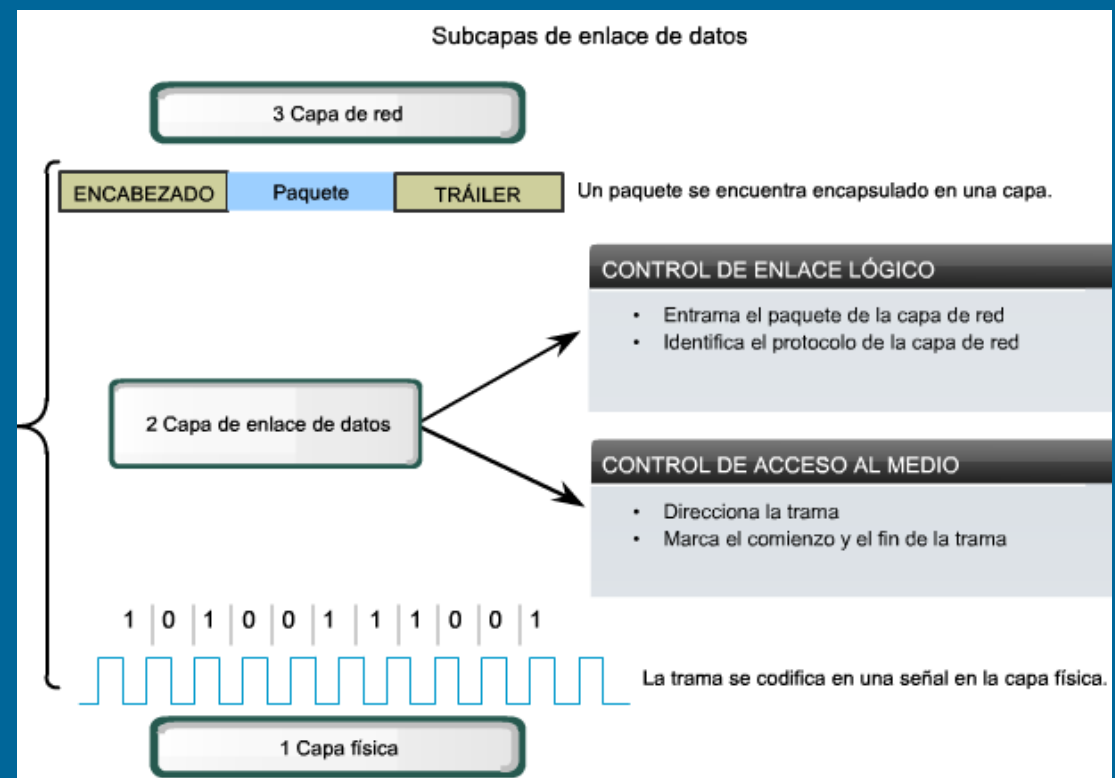 Subcapas de enlace de datos
3 Capa de red
ENCABEZADO Paquete TRÁILER Un paquete se encuentra encapsulado en una capa.
CONTROL DE ENLACE LÓGICO
• Entrama el paquete de la capa de red
• Identifica el protocolo de la capa de red
2 Capa de enlace de datos
CONTROL DE ACCESO AL MEDIO
• Direcciona la trama
• Marca el comienzo y el fin de la trama
1 0 1 0 0 1 1 1 0 0 1
La trama se codifica en una señal en la capa física.
1 Capa física